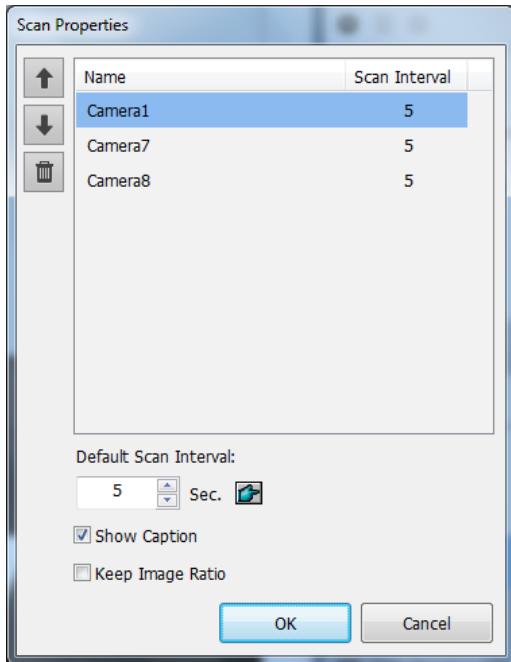 Scan Properties
Name Scan Interval
Camera1 5
Camera7 5
Camera8 5
Default Scan Interval:
5 Sec.
Show Caption
Keep Image Ratio
OK Cancel